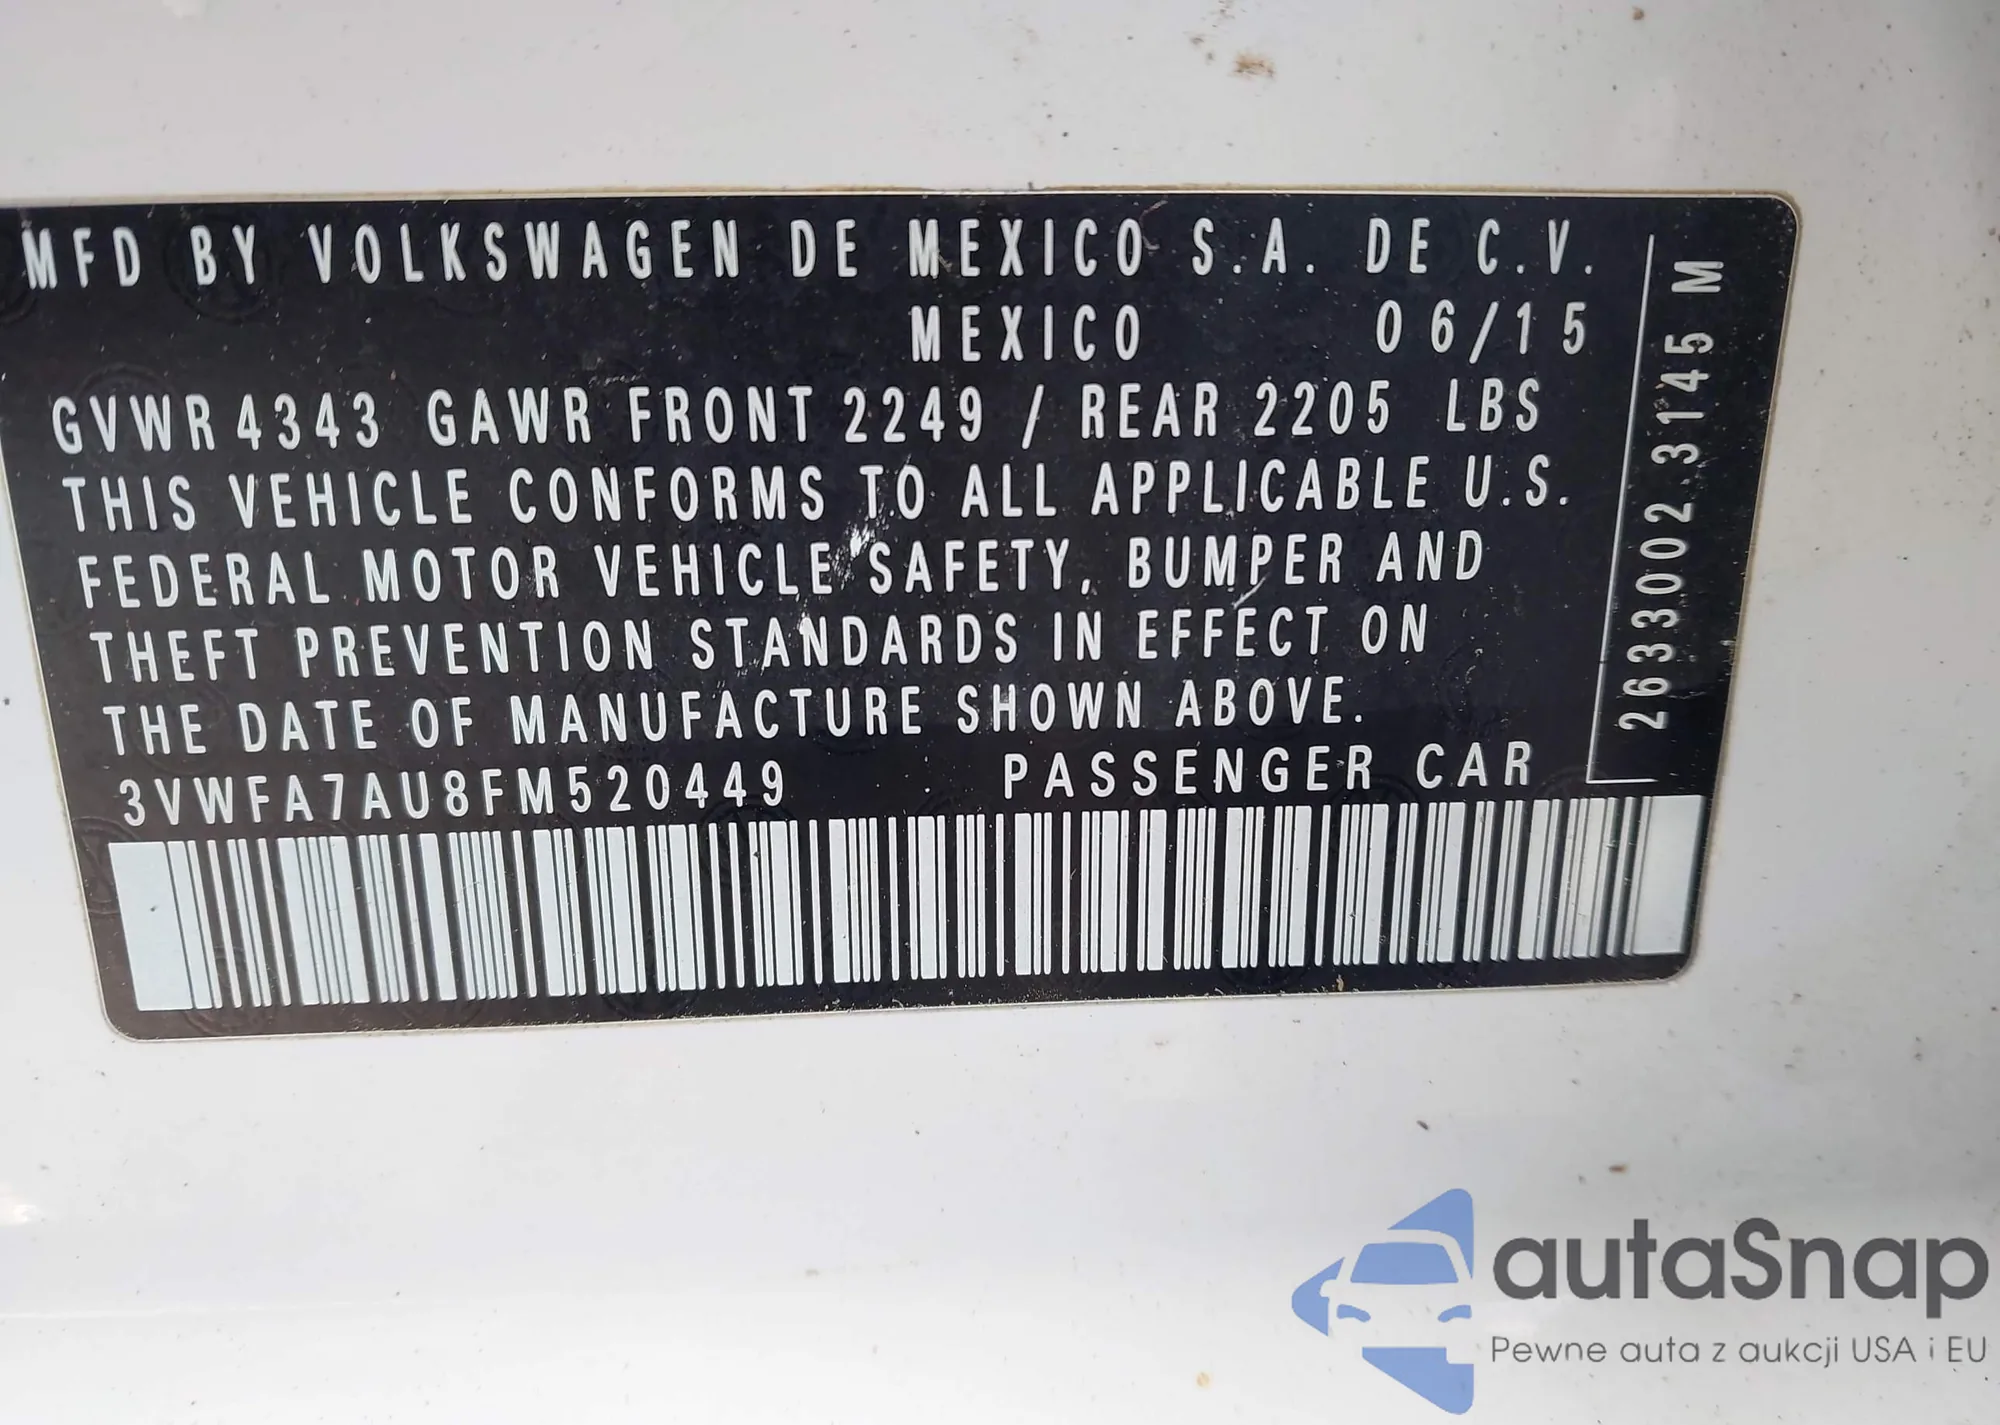 MFD BY VOLKSWAGEN DE MEXICO S.A. DE C.V.
MEXICO 06/15
GVWR 4343 GAWR FRONT 2249 / REAR 2205 LBS
THIS VEHICLE CONFORMS TO ALL APPLICABLE U.S.
FEDERAL MOTOR VEHICLE SAFETY, BUMPER AND
THEFT PREVENTION STANDARDS IN EFFECT ON
THE DATE OF MANUFACTURE SHOWN ABOVE.
3VWFA7AU8FM520449 PASSENGER CAR
2633002.3145 M
autaSnap
Pewne auta z aukcji USA i EU